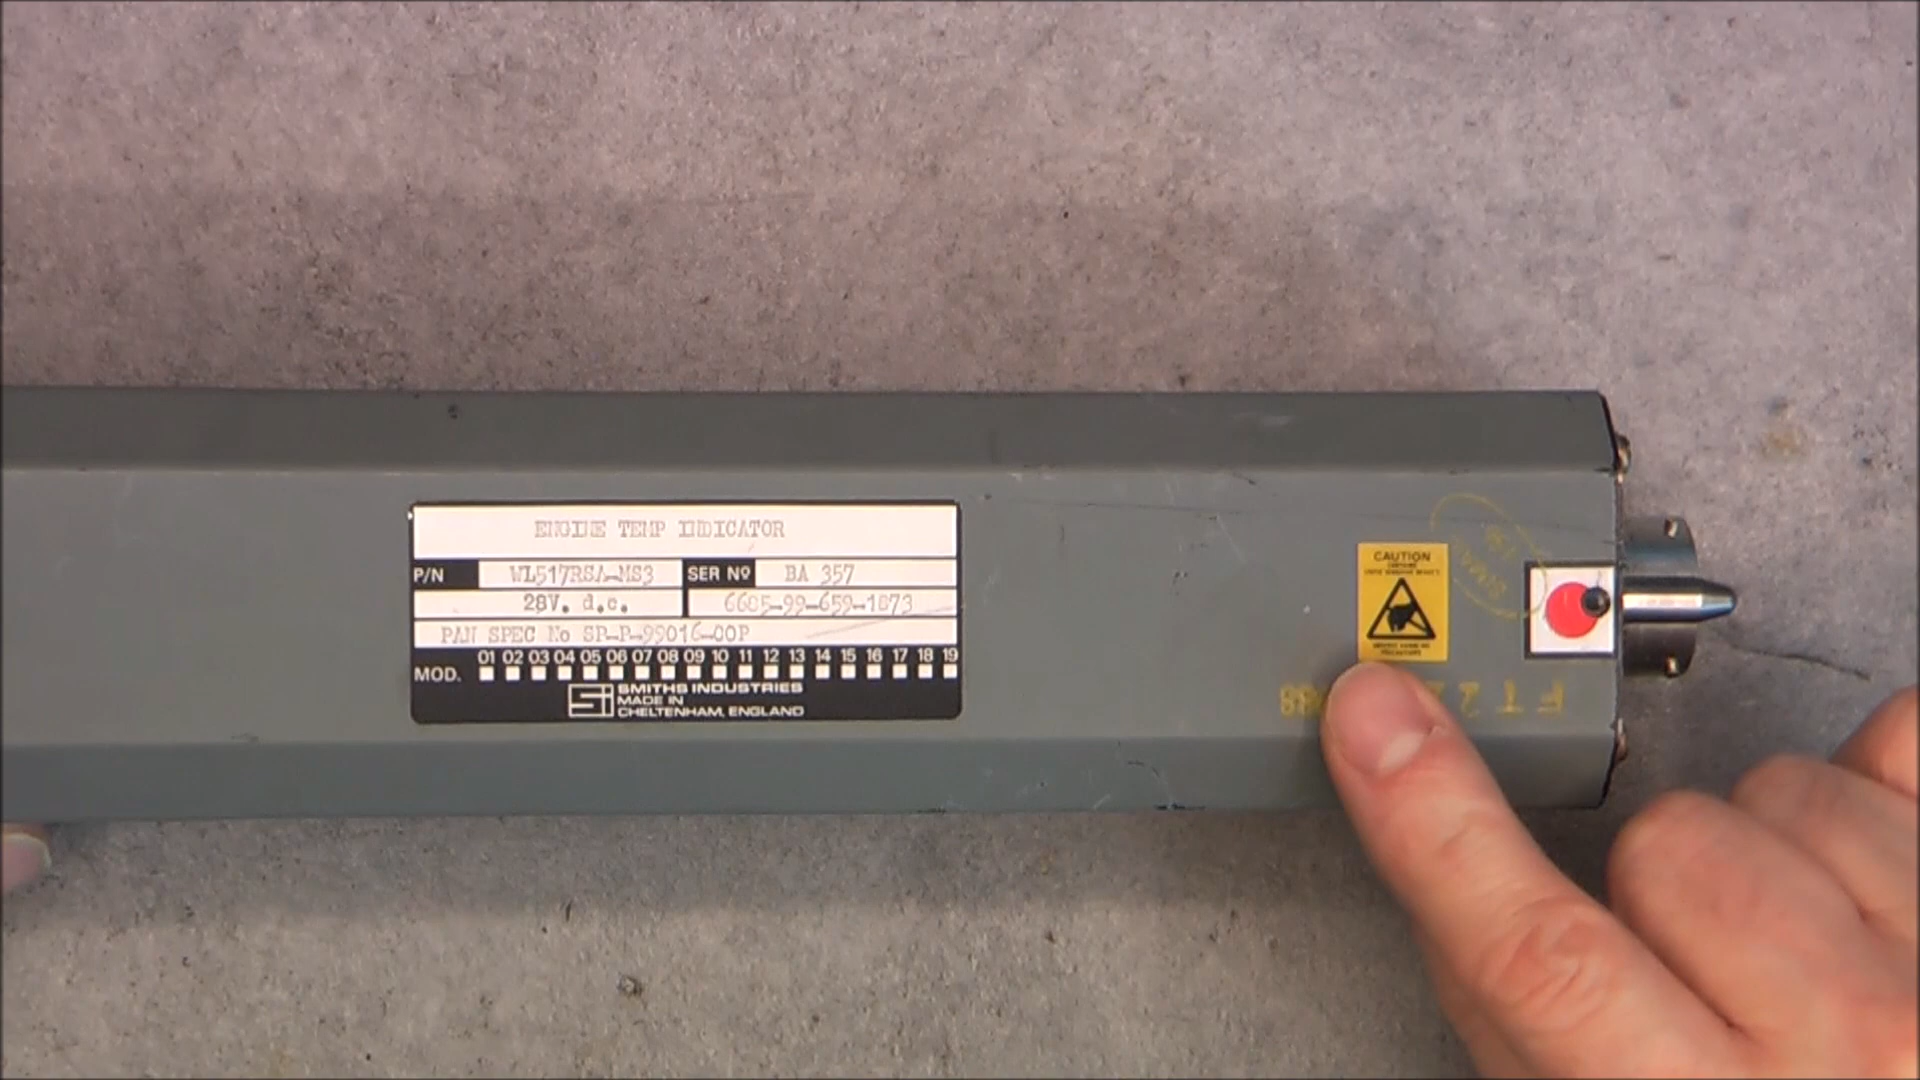 ENGINE TEMP INDICATOR
P/N WL517RSA-MS3 SER Nº BA 357
28V. d.c. 6685-99-659-1873
PAN SPEC No SP-P-99016-00P
01 02 03 04 05 06 07 08 09 10 11 12 13 14 15 16 17 18 19
MOD.
SMITHS INDUSTRIES
MADE IN
CHELTENHAM, ENGLAND
CAUTION